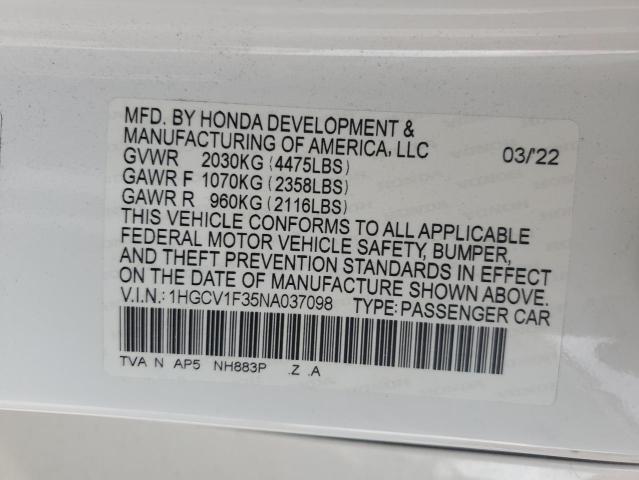 MFD. BY HONDA DEVELOPMENT &
MANUFACTURING OF AMERICA, LLC 03/'22
GVWR 2030KG (4475LBS)
GAWR F 1070KG (2358LBS)
GAWR R 960KG (2116LBS)
THIS VEHICLE CONFORMS TO ALL APPLICABLE
FEDERAL MOTOR VEHICLE SAFETY, BUMPER,
AND THEFT PREVENTION STANDARDS IN EFFECT
ON THE DATE OF MANUFACTURE SHOWN ABOVE.
V.I.N.: 1HGCV1F35NA037098 TYPE: PASSENGER CAR
TVA N AP5 NH883P .Z .A